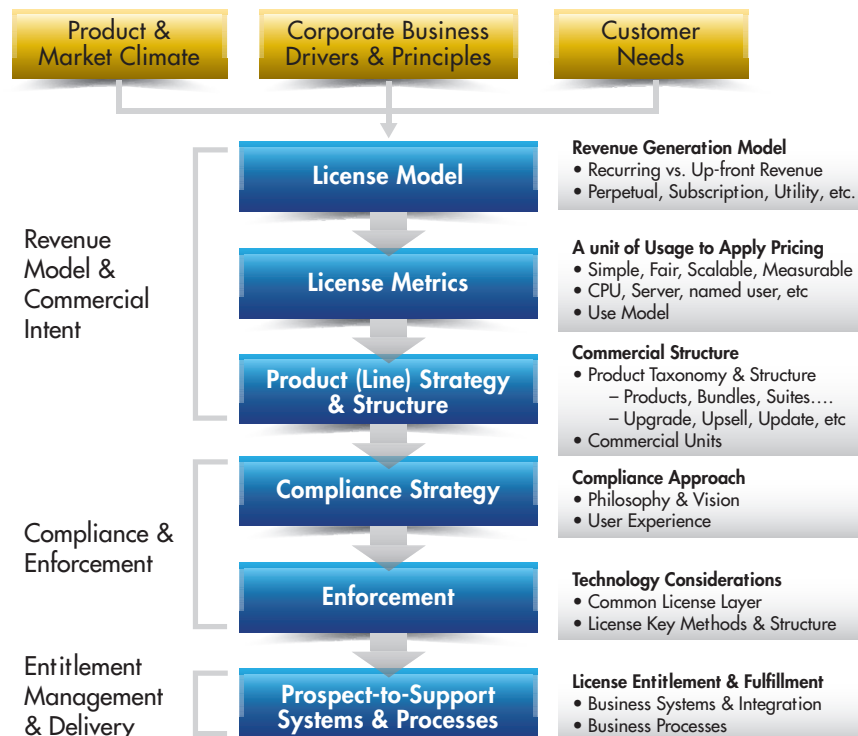 Product &
Market Climate
Corporate Business
Drivers & Principles
Customer
Needs
Revenue
Model &
Commercial
Intent
License Model
Revenue Generation Model
• Recurring vs. Up-front Revenue
• Perpetual, Subscription, Utility, etc.
License Metrics
A unit of Usage to Apply Pricing
• Simple, Fair, Scalable, Measurable
• CPU, Server, named user, etc
• Use Model
Product (Line) Strategy
& Structure
Commercial Structure
• Product Taxonomy & Structure
– Products, Bundles, Suites....
– Upgrade, Upsell, Update, etc
• Commercial Units
Compliance &
Enforcement
Compliance Strategy
Compliance Approach
• Philosophy & Vision
• User Experience
Enforcement
Technology Considerations
• Common License Layer
• License Key Methods & Structure
Entitlement
Management
& Delivery
Prospect-to-Support
Systems & Processes
License Entitlement & Fulfillment
• Business Systems & Integration
• Business Processes